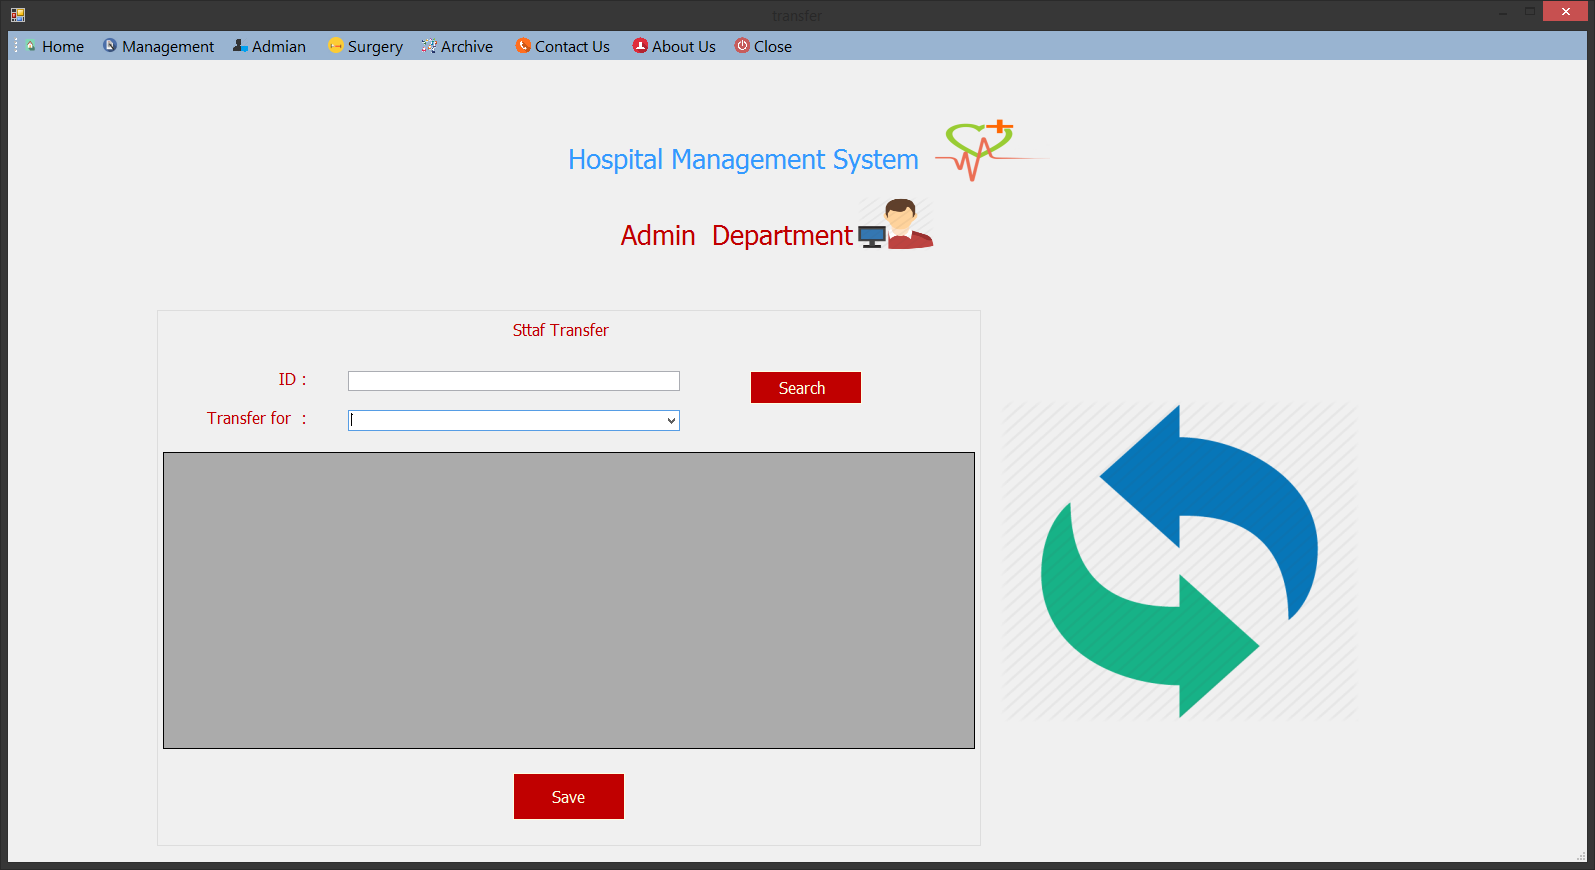 transfer
Home Management Admian Surgery Archive Contact Us About Us Close
Hospital Management System
Admin Department
Sttaf Transfer
ID :
Search
Transfer for :
Save